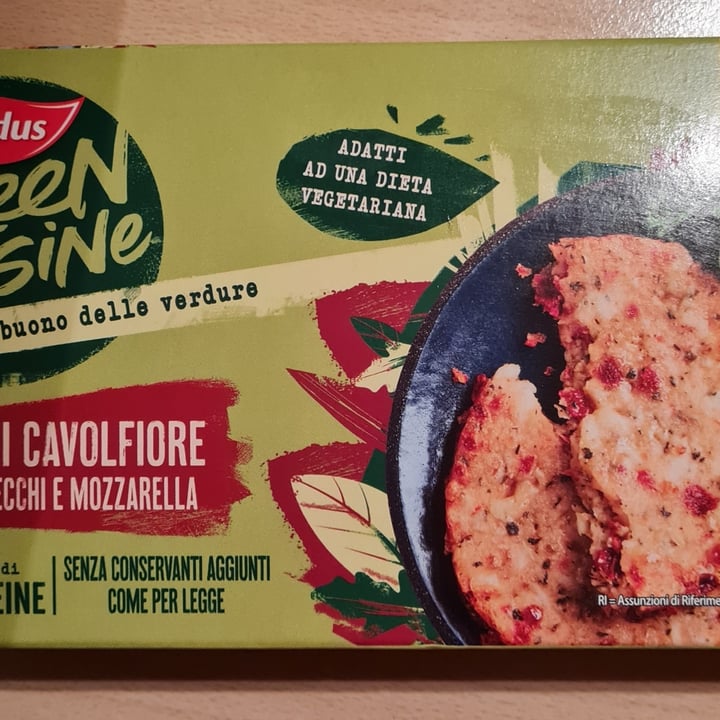 dus
een
sine
buono delle verdure
ADATTI
AD UNA DIETA
VEGETARIANA
I CAVOLFIORE
ECCHI E MOZZARELLA
di
EINE
SENZA CONSERVANTI AGGIUNTI
COME PER LEGGE
RI = Assunzioni di Riferime